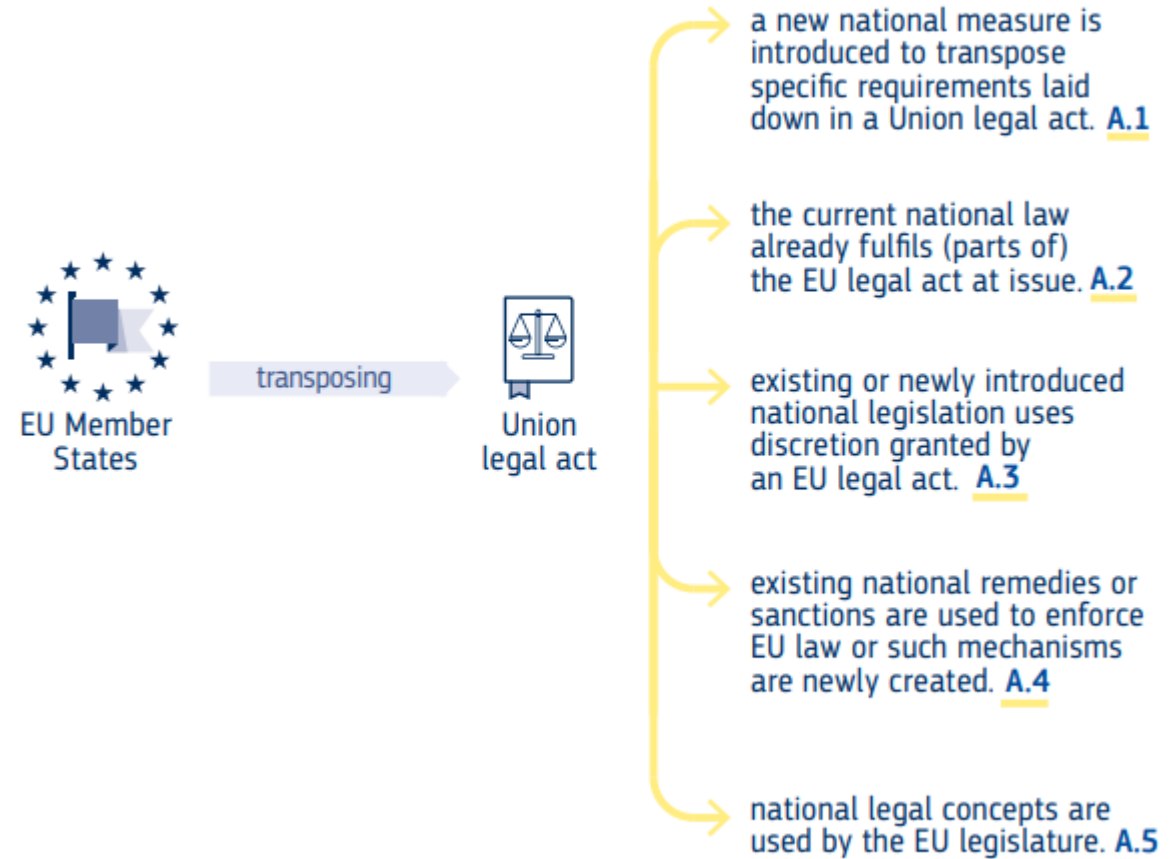 a new national measure is
introduced to transpose
specific requirements laid
down in a Union legal act. A.1
the current national law
already fulfils (parts of)
the EU legal act at issue. A.2
transposing
EU Member
States
Union
legal act
existing or newly introduced
national legislation uses
discretion granted by
an EU legal act. A.3
existing national remedies or
sanctions are used to enforce
EU law or such mechanisms
are newly created. A.4
national legal concepts are
used by the EU legislature. A.5